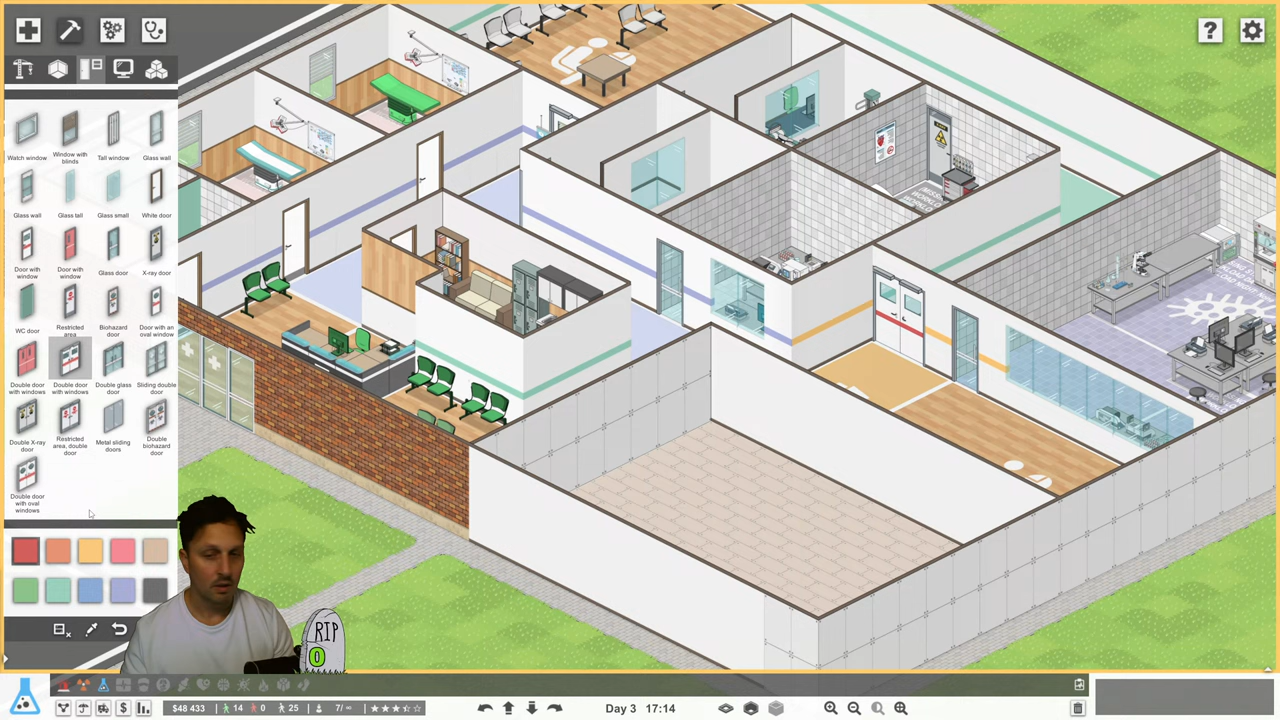 ?
Watch window
Window with
blinds
Tall window
Glass wall
Glass wall
Glass tall
Glass small
White door
Door with
window
Door with
window
Glass door
X-ray door
WC door
Restricted
area
Biohazard
door
Door with an
oval window
Double door
with windows
Double door
with windows
Double glass
door
Sliding double
door
Double X-ray
door
Restricted
area, double
door
Metal sliding
doors
Double
biohazard
door
Double door
with oval
windows
RIP
0
$48 433
14
0
25
7/∞
Day 3 17:14